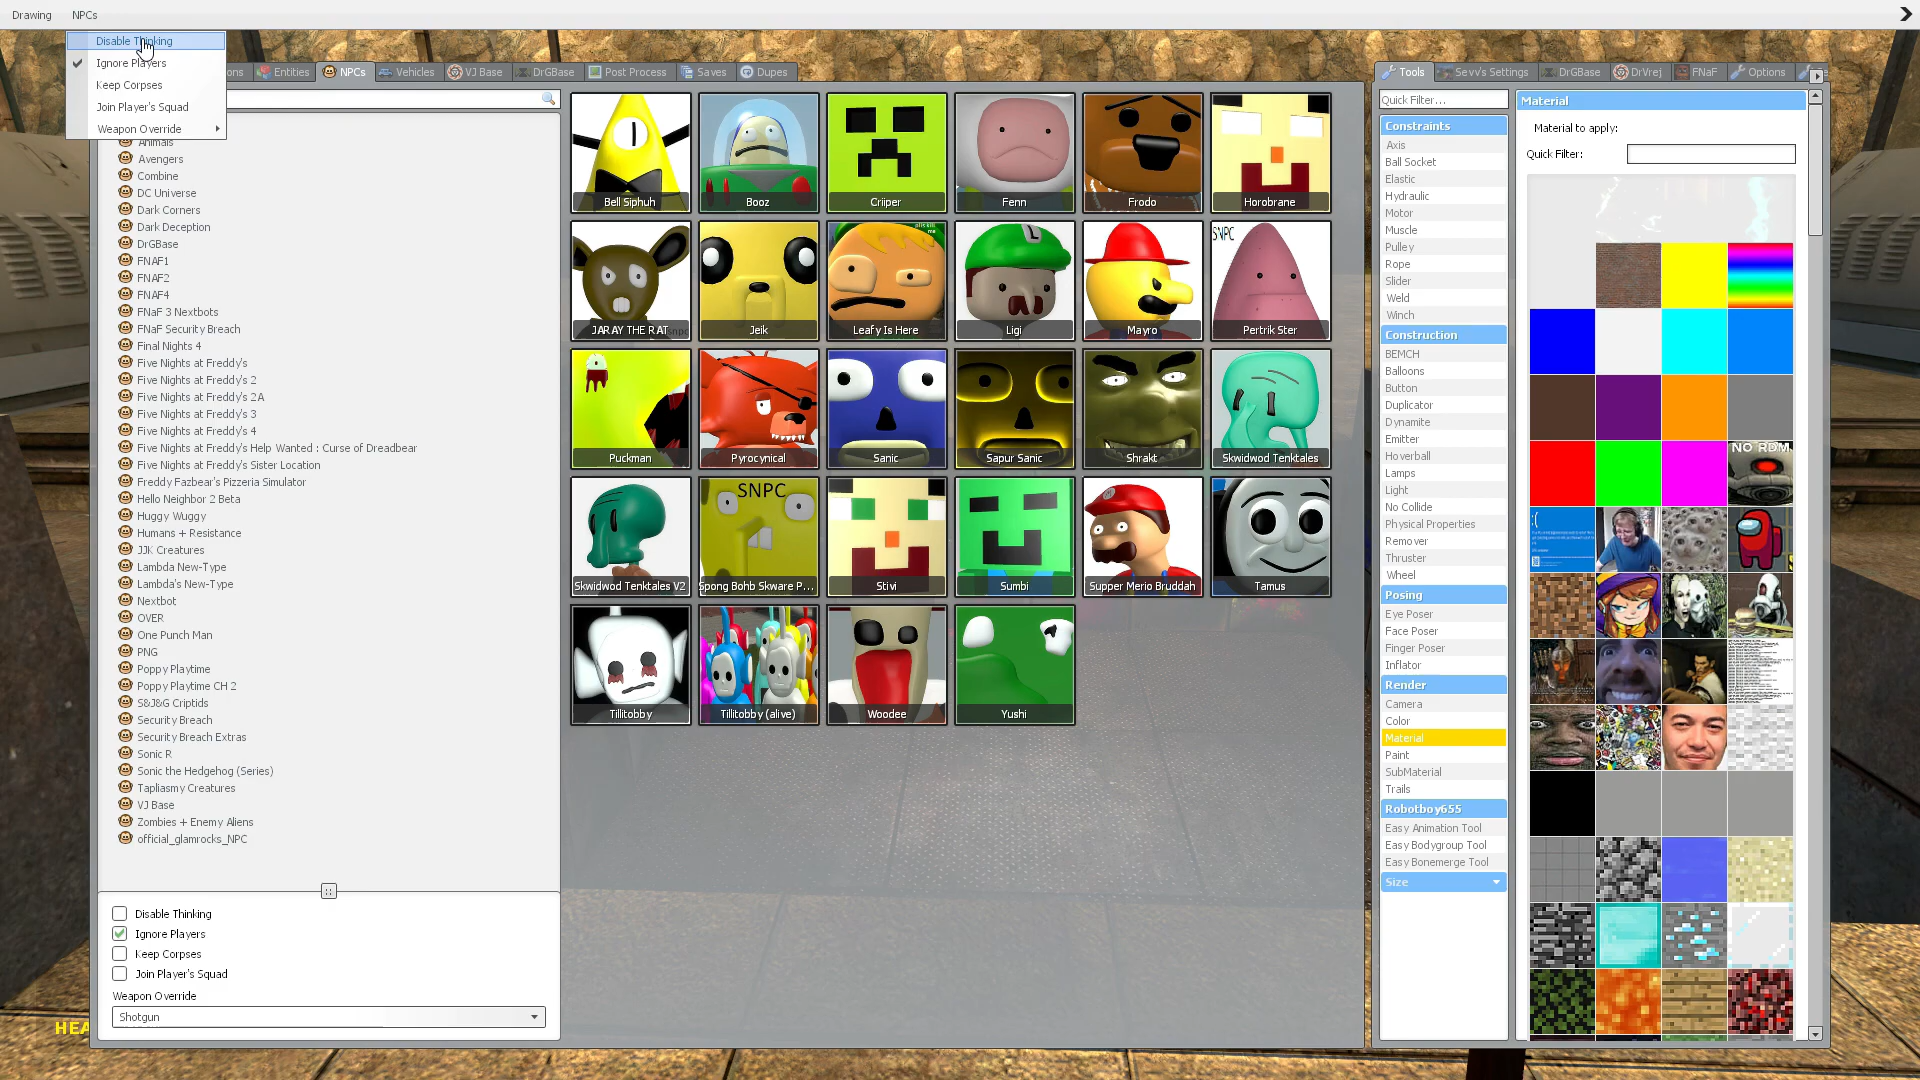 Drawing NPCs
Disable Thinking
Ignore Players
Keep Corpses
Join Player's Squad
Weapon Override
Entities NPCs Vehicles VJ Base DrGBase Post Process Saves Dupes
Animals
Avengers
Combine
DC Universe
Dark Corners
Dark Deception
DrGBase
FNAF1
FNAF2
FNAF4
FNaF 3 Nextbots
FNaF Security Breach
Final Nights 4
Five Nights at Freddy's
Five Nights at Freddy's 2
Five Nights at Freddy's 2A
Five Nights at Freddy's 3
Five Nights at Freddy's 4
Five Nights at Freddy's Help Wanted : Curse of Dreadbear
Five Nights at Freddy's Sister Location
Freddy Fazbear's Pizzeria Simulator
Hello Neighbor 2 Beta
Huggy Wuggy
Humans + Resistance
JJK Creatures
Lambda New-Type
Lambda's New-Type
Nextbot
OVER
One Punch Man
PNG
Poppy Playtime
Poppy Playtime CH 2
S&J&G Criptids
Security Breach
Security Breach Extras
Sonic R
Sonic the Hedgehog (Series)
Tapliasmy Creatures
VJ Base
Zombies + Enemy Aliens
official_glamrocks_NPC
Disable Thinking
Ignore Players
Keep Corpses
Join Player's Squad
Weapon Override
Shotgun
HEA
Bell Siphuh Booz Criiper Fenn Frodo Horobrane
SNPC
JARAY THE RAT Jeik Leafy Is Here Ligi Mayro Pertrik Ster
Puckman Pyrocynical Sanic Sapur Sanic Shrakt Skwidwod Tenktales
SNPC
Skwidwod Tenktales V2 Spong Bohb Skware P... Stivi Sumbi Supper Merio Bruddah Tamus
Tillitobby Tillitobby (alive) Woodee Yushi
Tools Sevv's Settings DrGBase DrVrej FNaF Options
Quick Filter...
Constraints
Axis
Ball Socket
Elastic
Hydraulic
Motor
Muscle
Pulley
Rope
Slider
Weld
Winch
Construction
BEMCH
Balloons
Button
Duplicator
Dynamite
Emitter
Hoverball
Lamps
Light
No Collide
Physical Properties
Remover
Thruster
Wheel
Posing
Eye Poser
Face Poser
Finger Poser
Inflator
Render
Camera
Color
Material
Paint
SubMaterial
Trails
Robotboy655
Easy Animation Tool
Easy Bodygroup Tool
Easy Bonemerge Tool
Size
Material
Material to apply:
Quick Filter:
NO RDM
:(